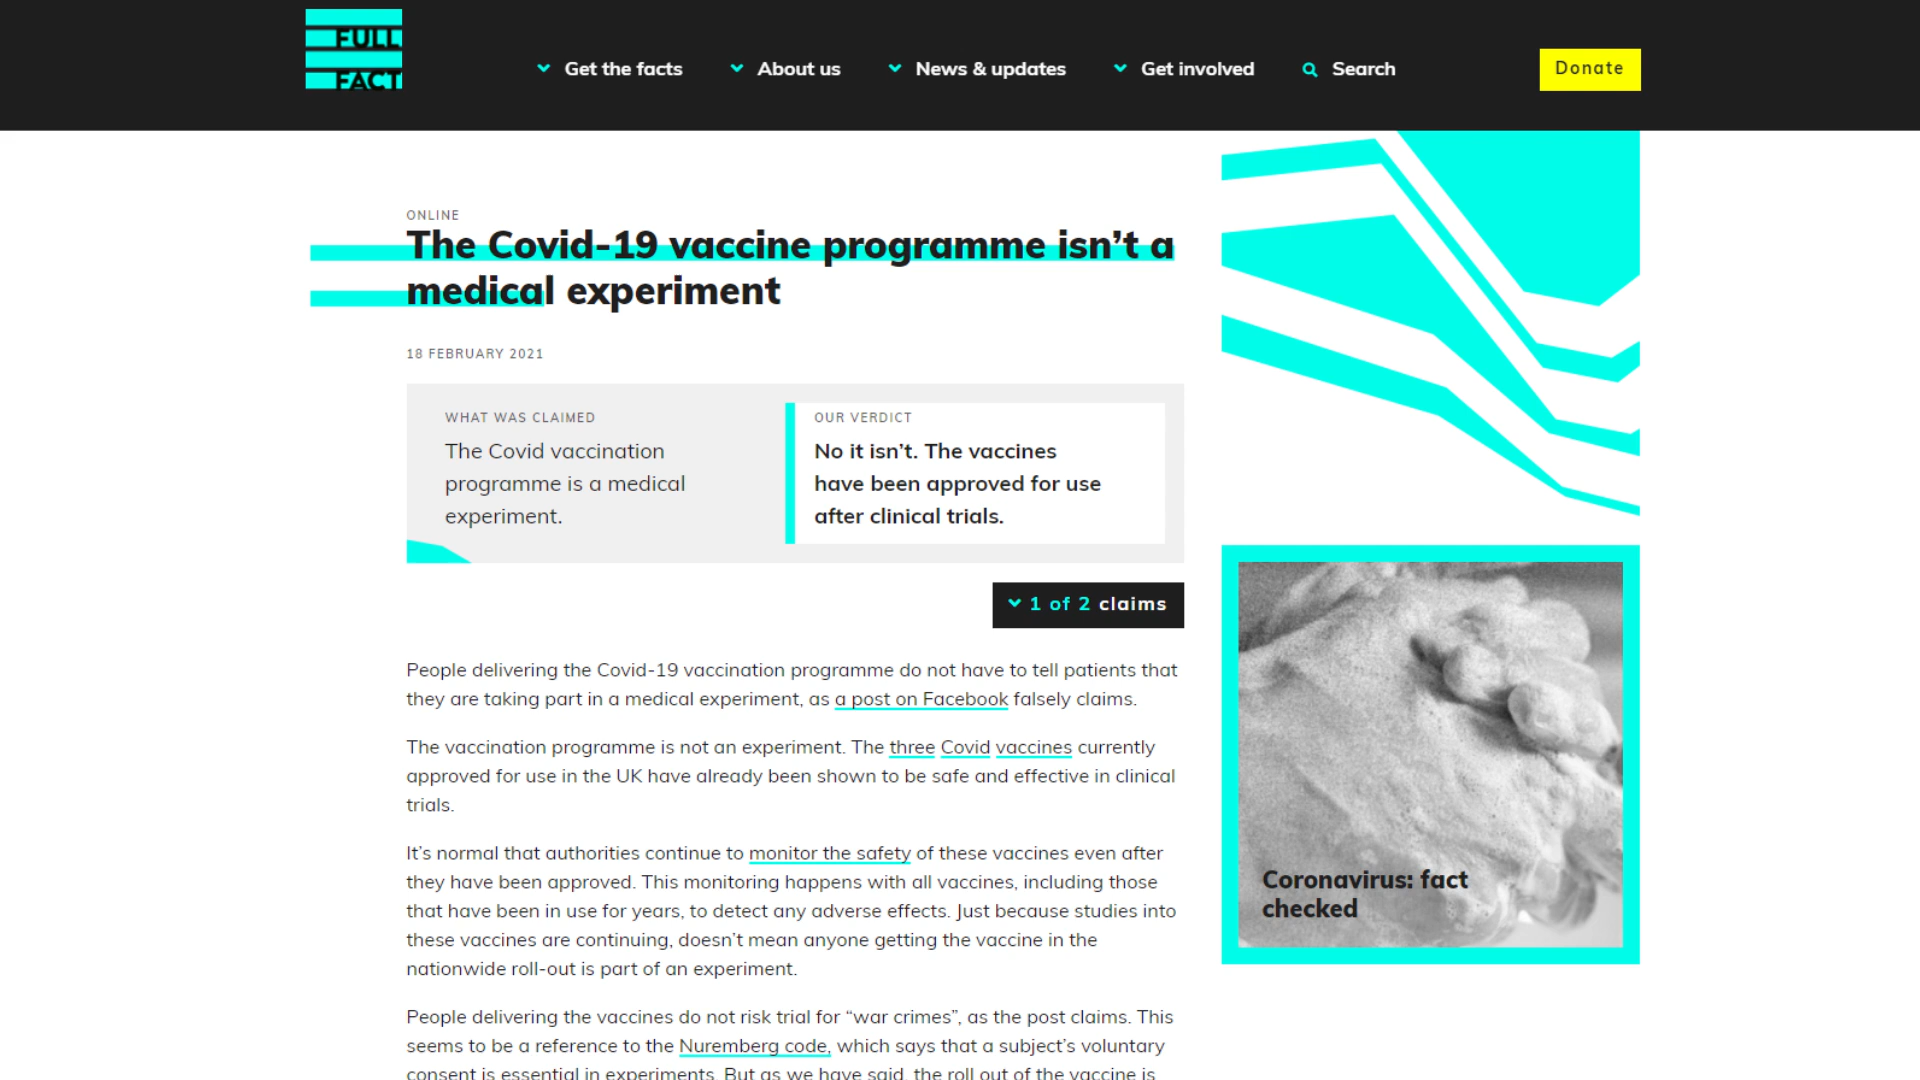 FULL
FACT
Get the facts
About us
News & updates
Get involved
Search
Donate
ONLINE
The Covid-19 vaccine programme isn’t a
medical experiment
18 FEBRUARY 2021
WHAT WAS CLAIMED
The Covid vaccination
programme is a medical
experiment.
OUR VERDICT
No it isn’t. The vaccines
have been approved for use
after clinical trials.
1 of 2 claims
People delivering the Covid-19 vaccination programme do not have to tell patients that
they are taking part in a medical experiment, as a post on Facebook falsely claims.
The vaccination programme is not an experiment. The three Covid vaccines currently
approved for use in the UK have already been shown to be safe and effective in clinical
trials.
It’s normal that authorities continue to monitor the safety of these vaccines even after
they have been approved. This monitoring happens with all vaccines, including those
that have been in use for years, to detect any adverse effects. Just because studies into
these vaccines are continuing, doesn’t mean anyone getting the vaccine in the
nationwide roll-out is part of an experiment.
People delivering the vaccines do not risk trial for “war crimes”, as the post claims. This
seems to be a reference to the Nuremberg code, which says that a subject’s voluntary
consent is essential in experiments. But as we have said, the roll out of the vaccine is
Coronavirus: fact
checked